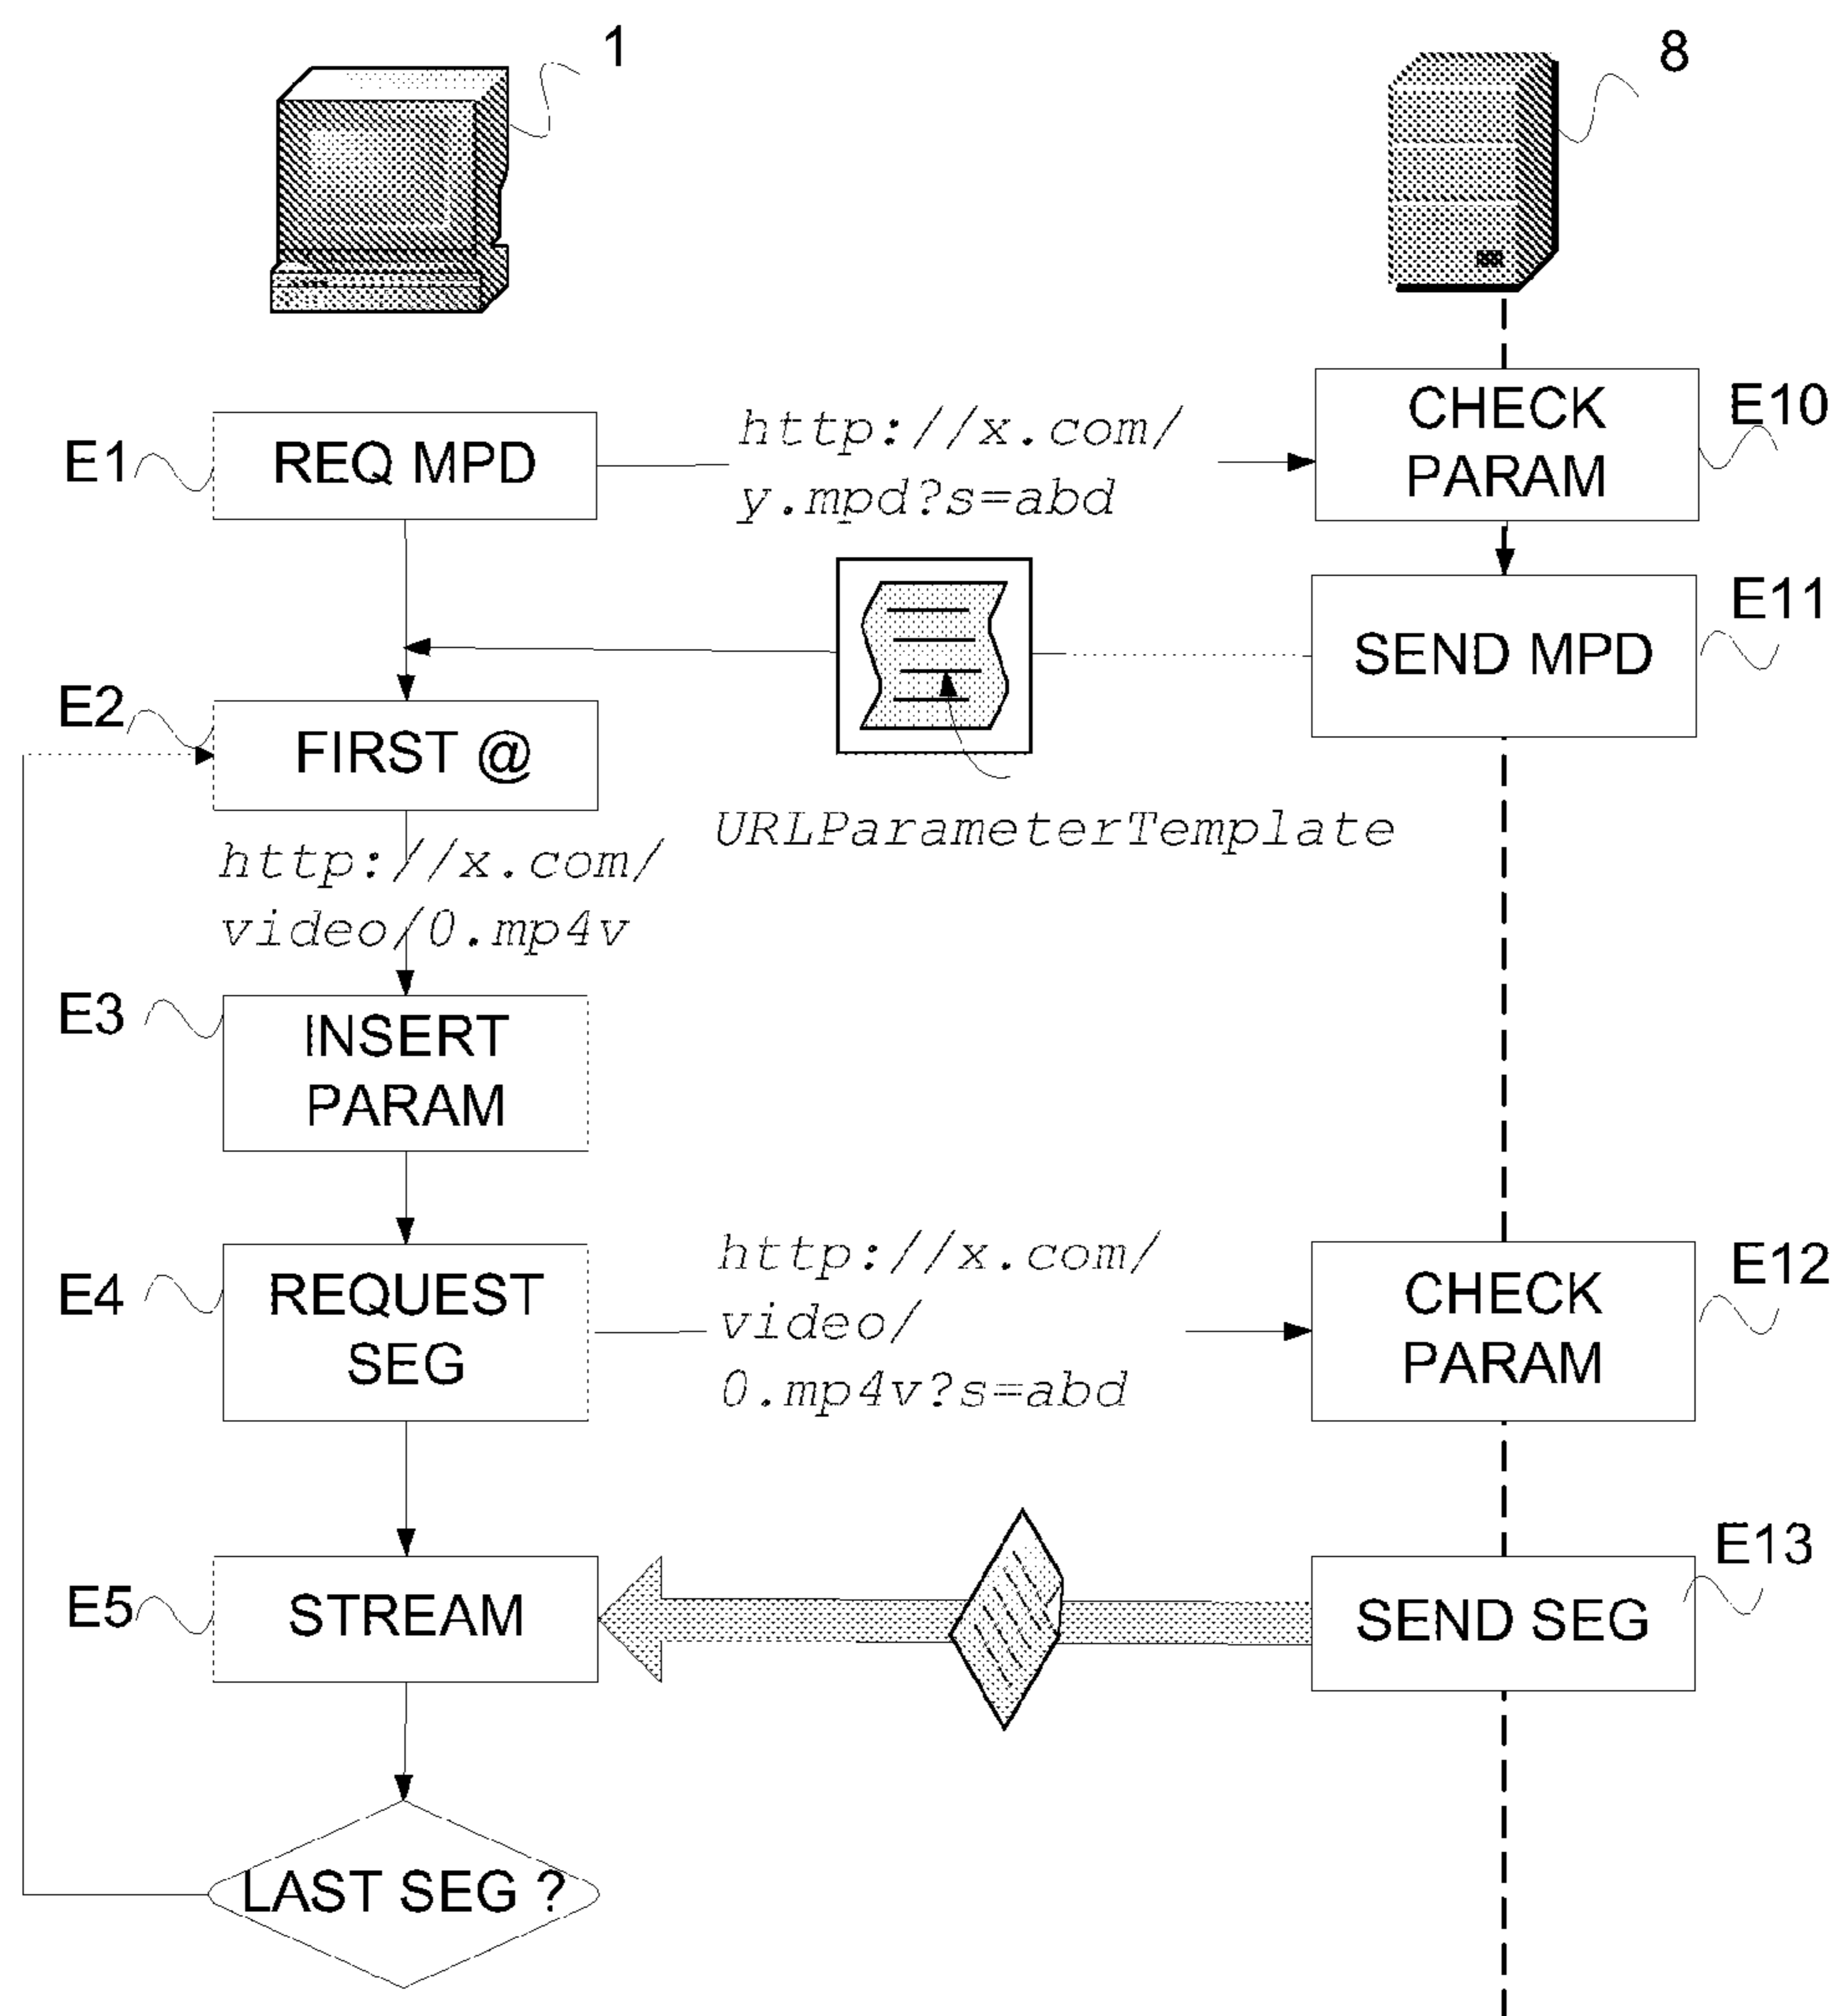 1
8
E1
REQ MPD
http://x.com/
y.mpd?s=abd
CHECK
PARAM
E10
SEND MPD
E11
URLParameterTemplate
E2
FIRST @
http://x.com/
video/0.mp4v
E3
INSERT
PARAM
E4
REQUEST
SEG
http://x.com/
video/
0.mp4v?s=abd
CHECK
PARAM
E12
E5
STREAM
SEND SEG
E13
LAST SEG ?